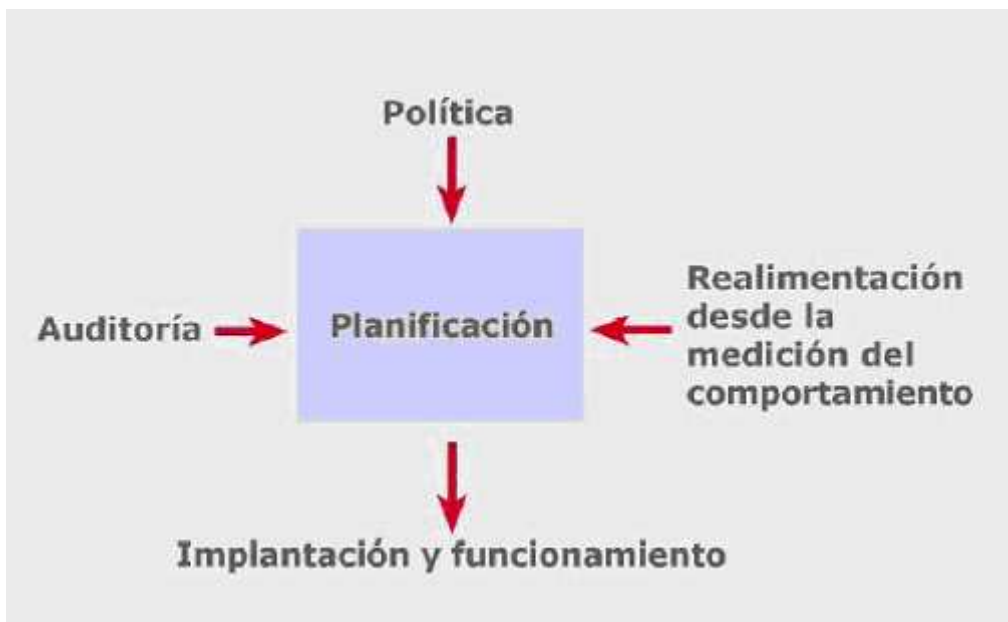 Política
Auditoría
Planificación
Realimentación
desde la
medición del
comportamiento
Implantación y funcionamiento